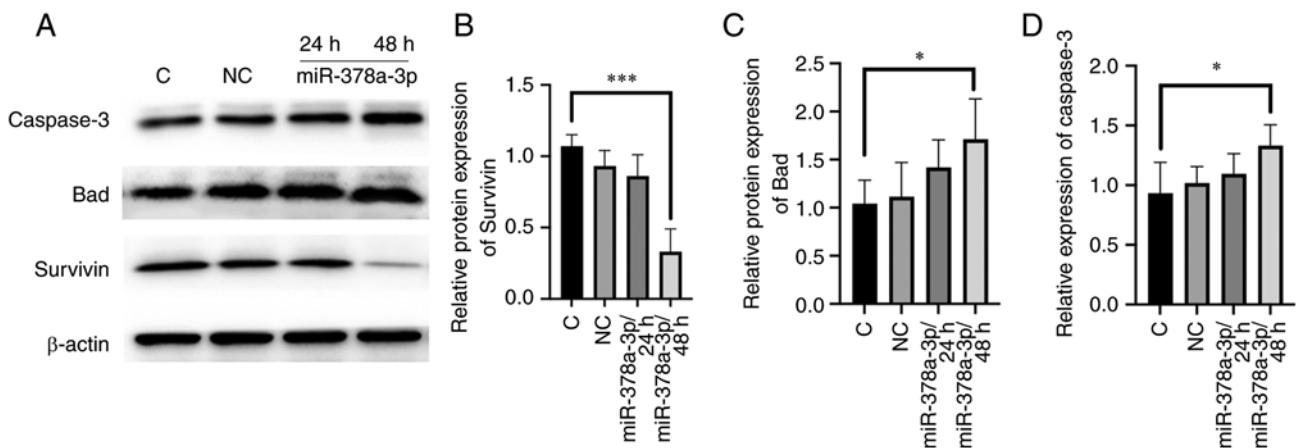 A
24 h 48 h
C NC miR-378a-3p
Caspase-3
Bad
Survivin
β-actin
B
Relative protein expression
of Survivin
1.5
1.0
0.5
0.0
***
C
NC
miR-378a-3p/
24 h
miR-378a-3p/
48 h
C
Relative protein expression
of Bad
2.5
2.0
1.5
1.0
0.5
0.0
*
C
NC
miR-378a-3p/
24 h
miR-378a-3p/
48 h
D
Relative expression of caspase-3
2.0
1.5
1.0
0.5
0.0
*
C
NC
miR-378a-3p/
24 h
miR-378a-3p/
48 h